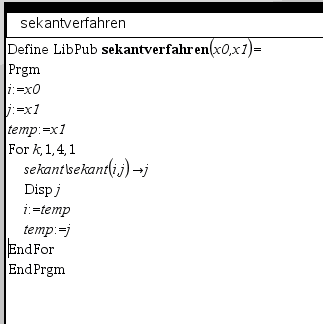 sekantverfahren
Define LibPub sekantverfahren(x0,x1)=
Prgm
i:=x0
j:=x1
temp:=x1
For k,1,4,1
sekant\sekant(i,j)→j
Disp j
i:=temp
temp:=j
EndFor
EndPrgm